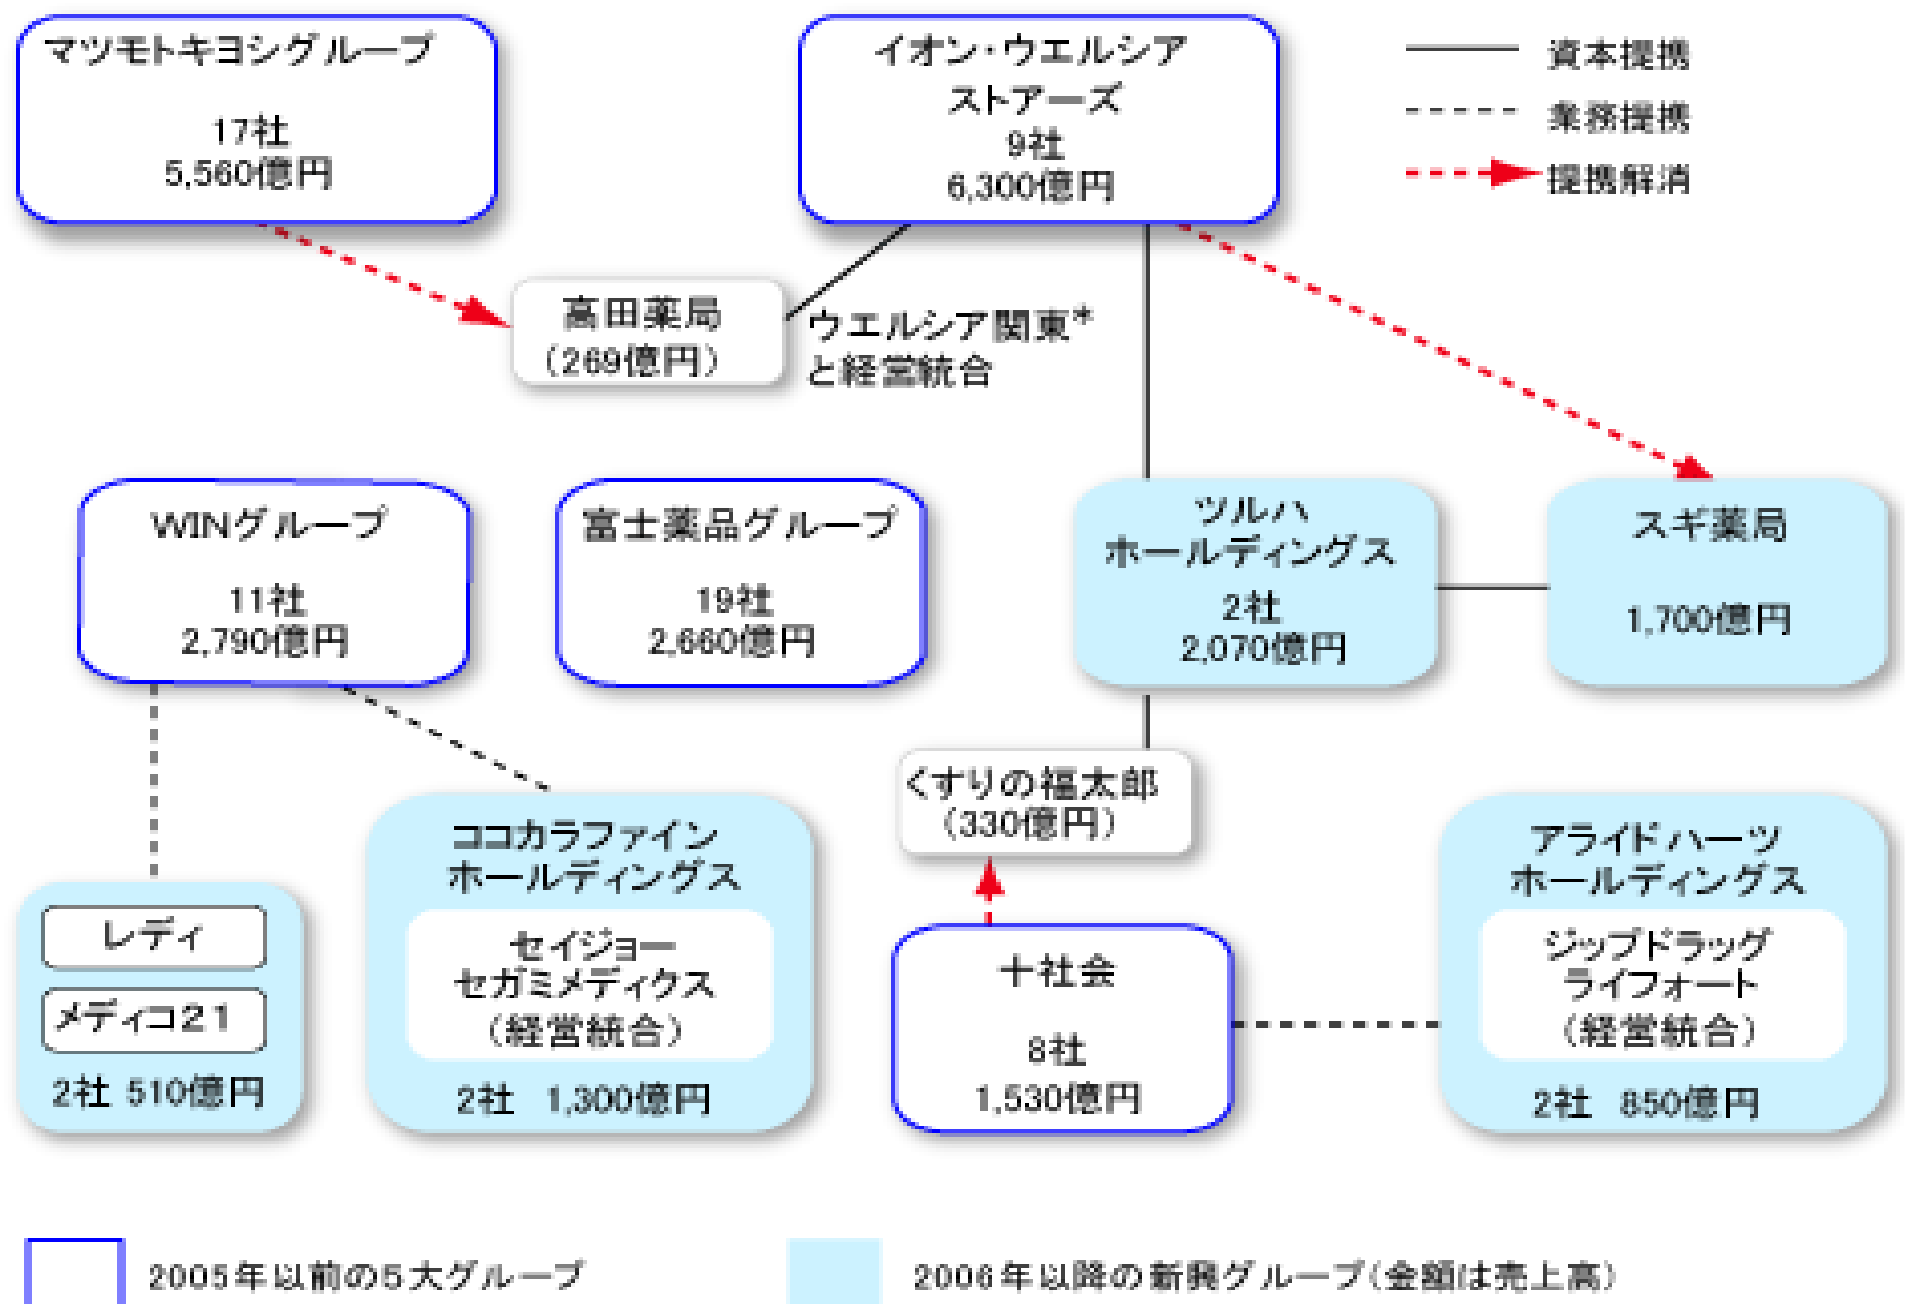 マツモトキヨシグループ
17社
5,560億円
イオン・ウエルシア
ストアーズ
9社
6,300億円
資本提携
業務提携
提携解消
高田薬局
(269億円)
ウエルシア関東*
と経営統合
WINグループ
11社
2,790億円
富士薬品グループ
19社
2,660億円
ツルハ
ホールディングス
2社
2,070億円
スギ薬局
1,700億円
くすりの福太郎
(330億円)
レディ
メディコ21
2社 510億円
ココカラファイン
ホールディングス
セイジョー
セガミメディクス
(経営統合)
2社 1,300億円
十社会
8社
1,530億円
アライドハーツ
ホールディングス
ジップドラッグ
ライフォート
(経営統合)
2社 850億円
2005年以前の5大グループ
2006年以降の新興グループ(金額は売上高)